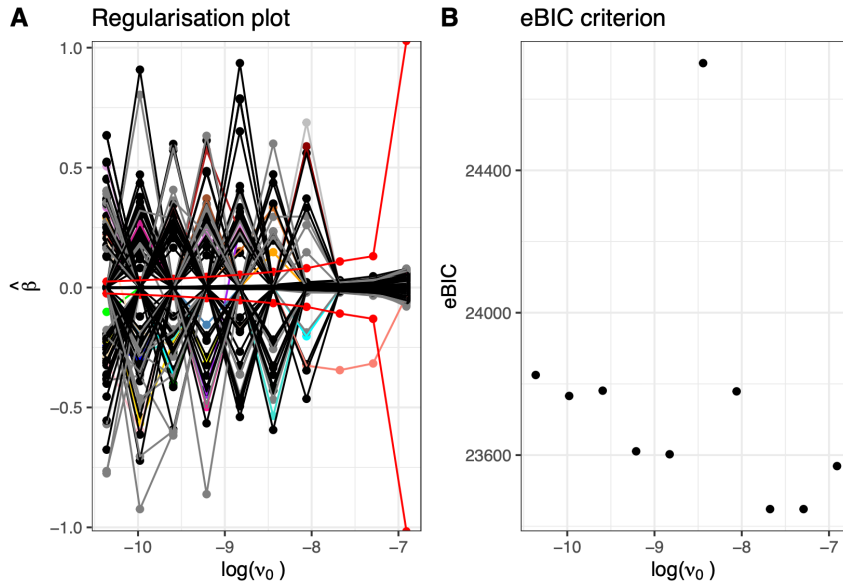 A Regularisation plot
1.0
0.5
0.0
−0.5
−1.0
β̂
−10 −9 −8 −7
log(ν0 )
B eBIC criterion
24400
24000
23600
eBIC
−10 −9 −8 −7
log(ν0 )